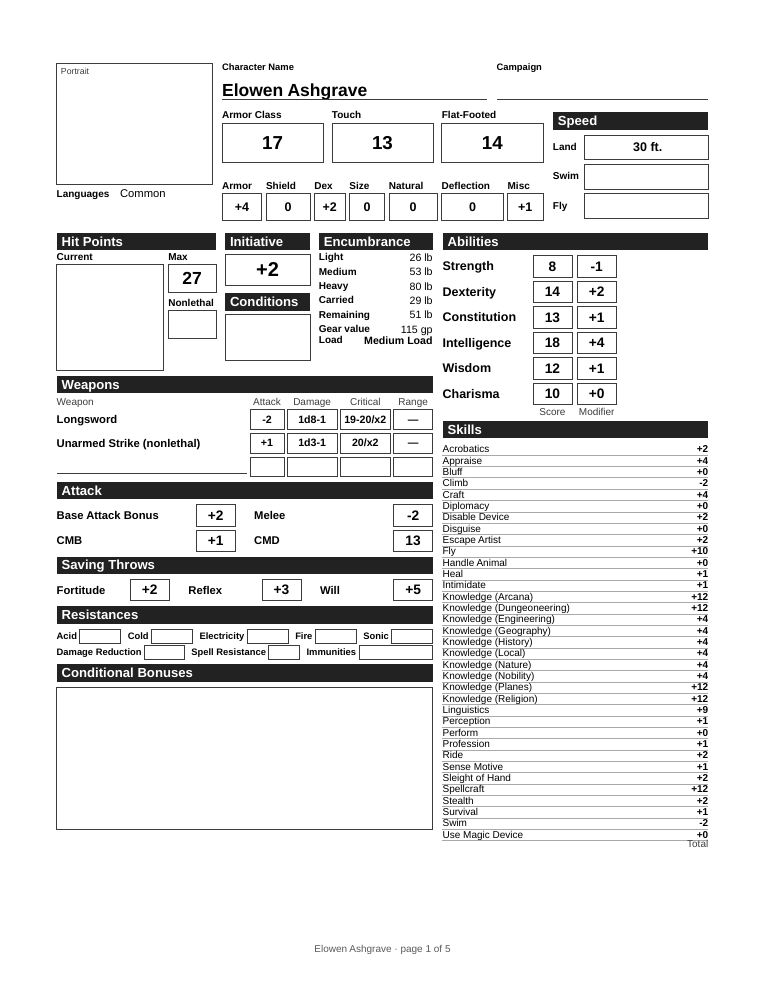 Portrait
Character Name Campaign
Elowen Ashgrave
Armor Class Touch Flat-Footed
17 13 14
Speed
Land 30 ft.
Swim
Fly
Languages Common
Armor Shield Dex Size Natural Deflection Misc
+4 0 +2 0 0 0 +1
Hit Points
Current Max
27
Nonlethal
Initiative
+2
Conditions
Encumbrance
Light 26 lb
Medium 53 lb
Heavy 80 lb
Carried 29 lb
Remaining 51 lb
Gear value 115 gp
Load Medium Load
Abilities
Strength 8 -1
Dexterity 14 +2
Constitution 13 +1
Intelligence 18 +4
Wisdom 12 +1
Charisma 10 +0
Score Modifier
Weapons
Weapon Attack Damage Critical Range
Longsword -2 1d8-1 19-20/x2 —
Unarmed Strike (nonlethal) +1 1d3-1 20/x2 —
Attack
Base Attack Bonus +2 Melee -2
CMB +1 CMD 13
Saving Throws
Fortitude +2 Reflex +3 Will +5
Resistances
Acid Cold Electricity Fire Sonic
Damage Reduction Spell Resistance Immunities
Conditional Bonuses
Skills
Acrobatics +2
Appraise +4
Bluff +0
Climb -2
Craft +4
Diplomacy +0
Disable Device +2
Disguise +0
Escape Artist +2
Fly +10
Handle Animal +0
Heal +1
Intimidate +1
Knowledge (Arcana) +12
Knowledge (Dungeoneering) +12
Knowledge (Engineering) +4
Knowledge (Geography) +4
Knowledge (History) +4
Knowledge (Local) +4
Knowledge (Nature) +4
Knowledge (Nobility) +4
Knowledge (Planes) +12
Knowledge (Religion) +12
Linguistics +9
Perception +1
Perform +0
Profession +1
Ride +2
Sense Motive +1
Sleight of Hand +2
Spellcraft +12
Stealth +2
Survival +1
Swim -2
Use Magic Device +0
Total
Elowen Ashgrave · page 1 of 5